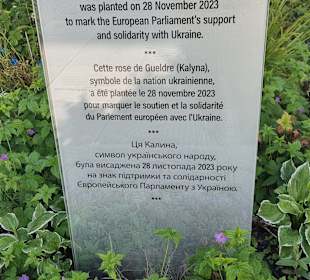 was planted on 28 November 2023
to mark the European Parliament's support
and solidarity with Ukraine.
***
Cette rose de Gueldre (Kalyna),
symbole de la nation ukrainienne,
a été plantée le 28 novembre 2023
pour marquer le soutien et la solidarité
du Parlement européen avec l'Ukraine.
***
Ця Калина,
символ українського народу,
була висаджена 28 листопада 2023 року
на знак підтримки та солідарності
Європейського Парламенту з Україною.
***